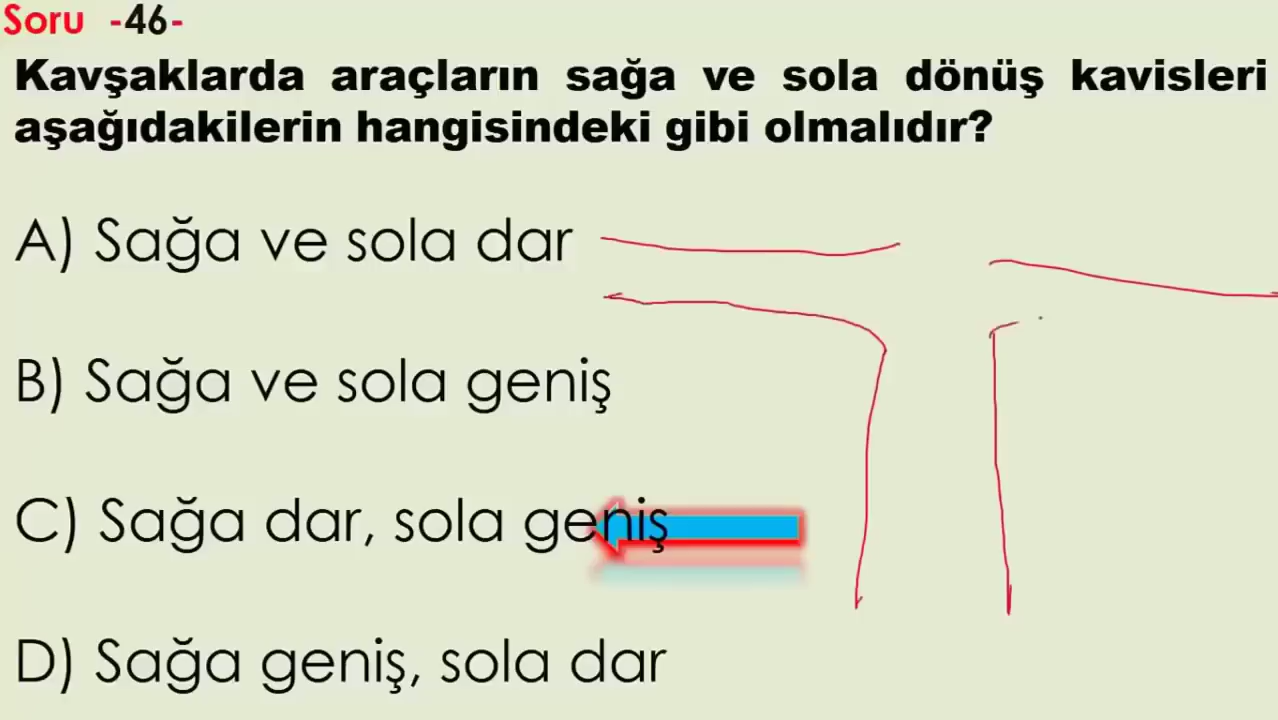 Soru -46-
Kavşaklarda araçların sağa ve sola dönüş kavisleri
aşağıdakilerin hangisindeki gibi olmalıdır?
A) Sağa ve sola dar
B) Sağa ve sola geniş
C) Sağa dar, sola geniş
D) Sağa geniş, sola dar